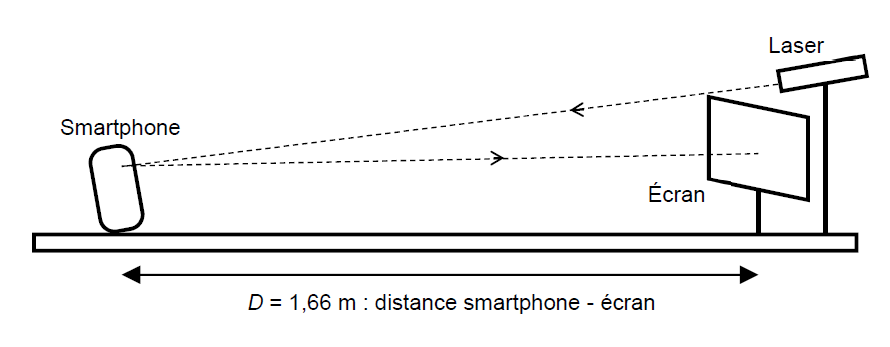 Laser
Smartphone
Écran
D = 1,66 m : distance smartphone - écran